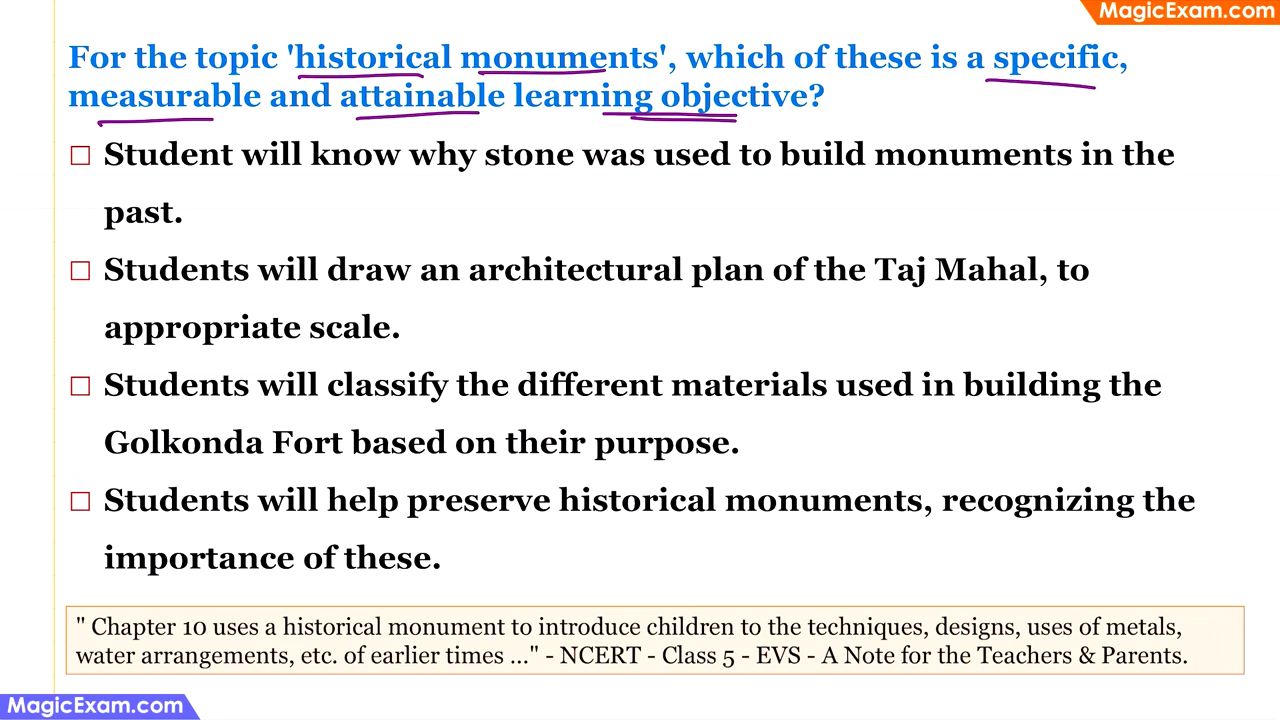 MagicExam.com
For the topic 'historical monuments', which of these is a specific,
measurable and attainable learning objective?
Student will know why stone was used to build monuments in the
past.
Students will draw an architectural plan of the Taj Mahal, to
appropriate scale.
Students will classify the different materials used in building the
Golkonda Fort based on their purpose.
Students will help preserve historical monuments, recognizing the
importance of these.
" Chapter 10 uses a historical monument to introduce children to the techniques, designs, uses of metals,
water arrangements, etc. of earlier times ..." - NCERT - Class 5 - EVS - A Note for the Teachers & Parents.
MagicExam.com